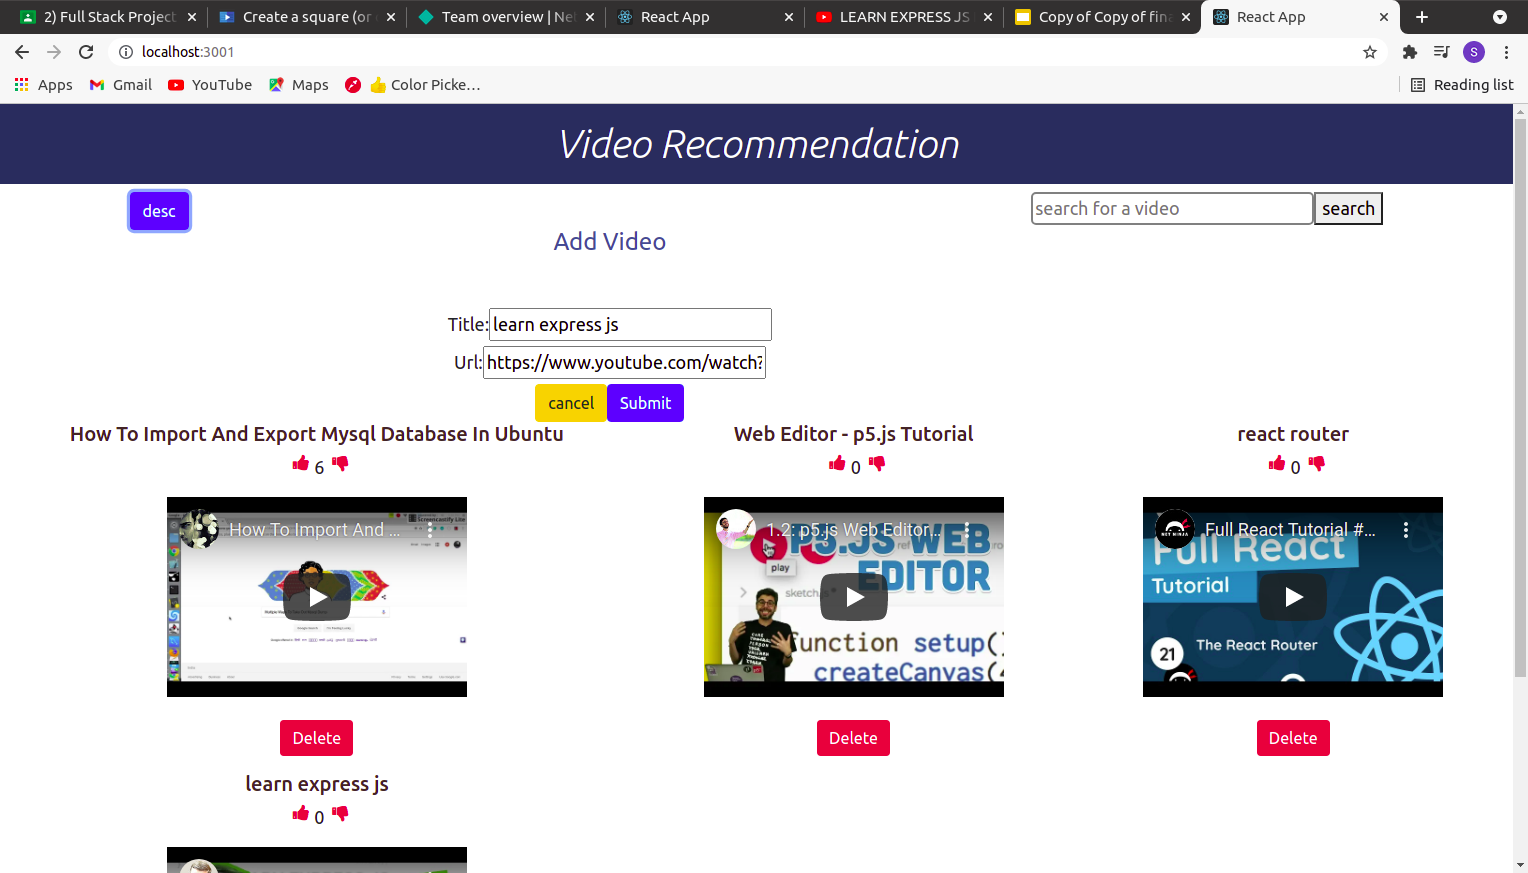 2) Full Stack Project
Create a square (or
Team overview | Ne
React App
LEARN EXPRESS JS
Copy of Copy of fin
React App
localhost:3001
S
Apps
Gmail
YouTube
Maps
Color Picke…
Reading list
Video Recommendation
desc
search for a video
search
Add Video
Title:
learn express js
Url:
https://www.youtube.com/watch?
cancel
Submit
How To Import And Export Mysql Database In Ubuntu
6
Web Editor - p5.js Tutorial
0
react router
0
How To Import And ...
Screencastify Lite
1.2: p5.js Web Editor...
P5.JS WEB
EDITOR
play
sketch.js
function setup()
createCanvas(
Full React Tutorial #...
NET NINJA
Full React
Tutorial
21
The React Router
Delete
Delete
Delete
learn express js
0